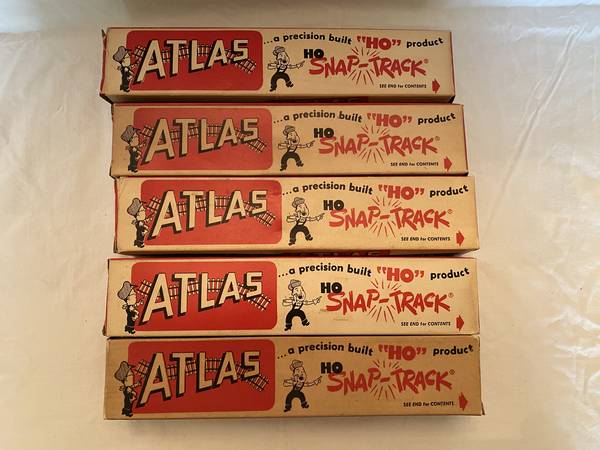 ATLAS
...a precision built "HO" product
HO
SNAP-TRACK®
SEE END for CONTENTS
ATLAS
...a precision built "HO" product
HO
SNAP-TRACK®
SEE END for CONTENTS
ATLAS
...a precision built "HO" product
HO
SNAP-TRACK®
SEE END for CONTENTS
ATLAS
...a precision built "HO" product
HO
SNAP-TRACK®
SEE END for CONTENTS
ATLAS
...a precision built "HO" product
HO
SNAP-TRACK®
SEE END for CONTENTS